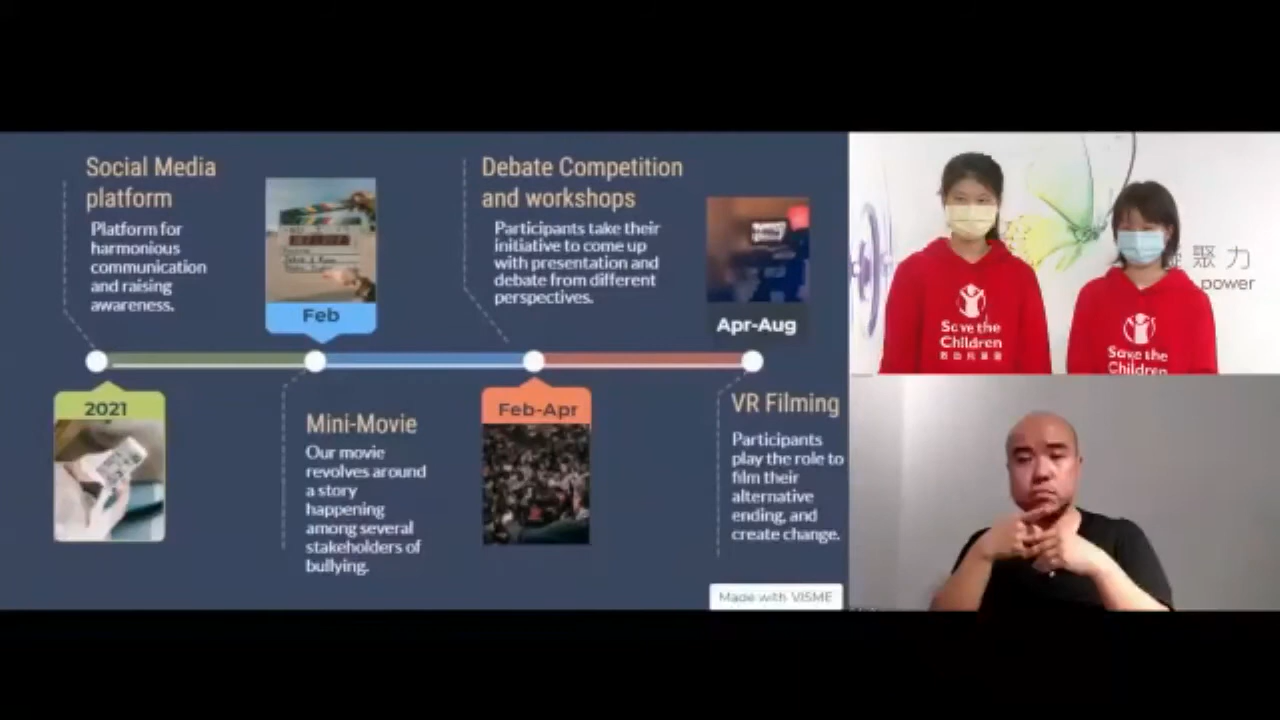 Social Media
platform
Platform for
harmonious
communication
and raising
awareness.
2021
Feb
Mini-Movie
Our movie
revolves around
a story
happening
among several
stakeholders of
bullying.
Debate Competition
and workshops
Participants take their
initiative to come up
with presentation and
debate from different
perspectives.
Feb-Apr
Apr-Aug
VR Filming
Participants
play the role to
film their
alternative
ending, and
create change.
Made with VISME
聚力
power
Save the
Children
Save the
Children